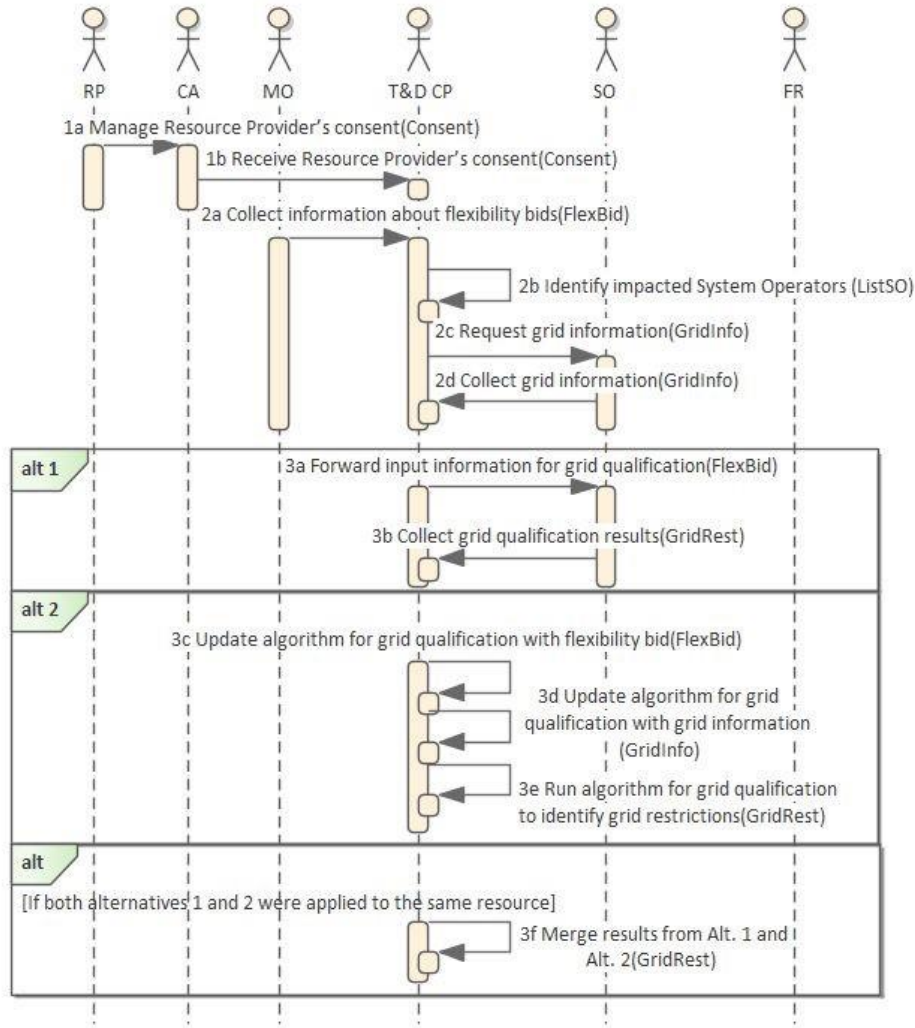 RP CA MO T&D CP SO FR
1a Manage Resource Provider's consent(Consent)
1b Receive Resource Provider's consent(Consent)
2a Collect information about flexibility bids(FlexBid)
2b Identify impacted System Operators (ListSO)
2c Request grid information(GridInfo)
2d Collect grid information(GridInfo)
alt 1
3a Forward input information for grid qualification(FlexBid)
3b Collect grid qualification results(GridRest)
alt 2
3c Update algorithm for grid qualification with flexibility bid(FlexBid)
3d Update algorithm for grid
qualification with grid information
(GridInfo)
3e Run algorithm for grid qualification
to identify grid restrictions(GridRest)
alt
[If both alternatives 1 and 2 were applied to the same resource]
3f Merge results from Alt. 1 and
Alt. 2(GridRest)